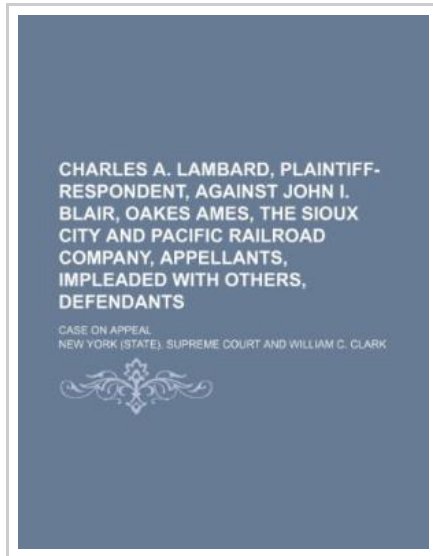 CHARLES A. LAMBARD, PLAINTIFF-
RESPONDENT, AGAINST JOHN I.
BLAIR, OAKES AMES, THE SIOUX
CITY AND PACIFIC RAILROAD
COMPANY, APPELLANTS,
IMPLEADED WITH OTHERS,
DEFENDANTS
CASE ON APPEAL
NEW YORK (STATE). SUPREME COURT AND WILLIAM C. CLARK